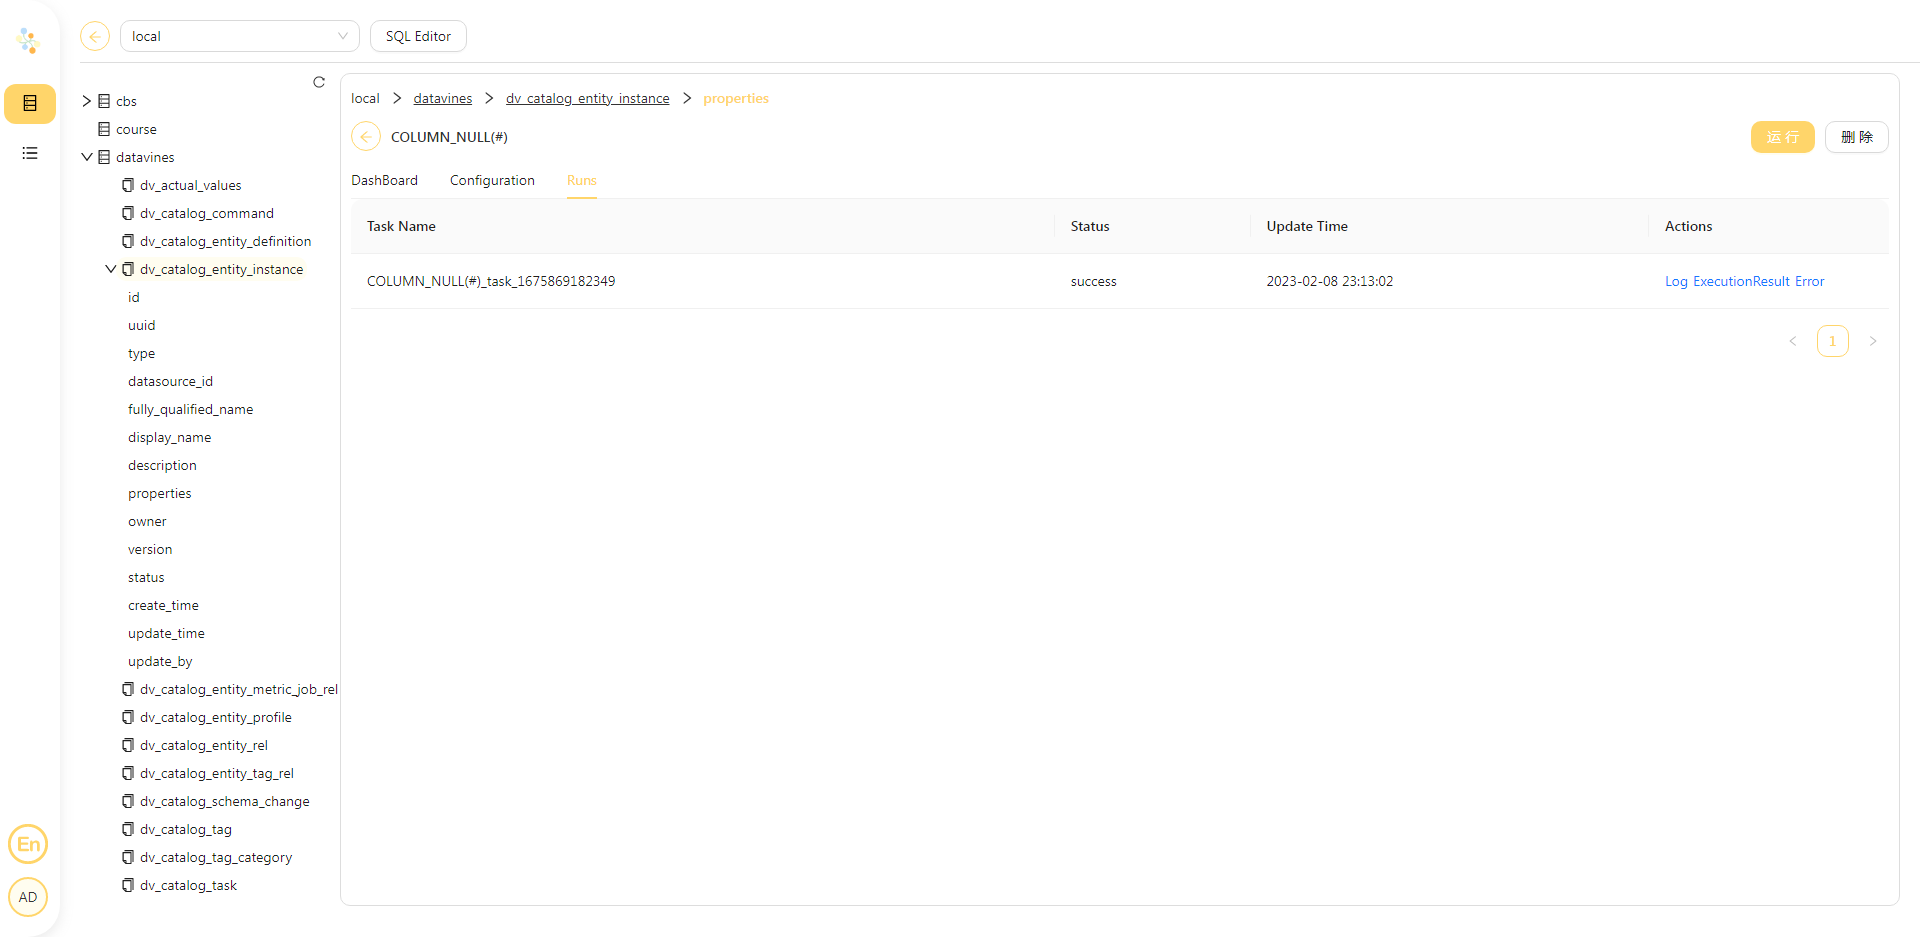 local
SQL Editor
cbs
course
datavines
dv_actual_values
dv_catalog_command
dv_catalog_entity_definition
dv_catalog_entity_instance
id
uuid
type
datasource_id
fully_qualified_name
display_name
description
properties
owner
version
status
create_time
update_time
update_by
dv_catalog_entity_metric_job_rel
dv_catalog_entity_profile
dv_catalog_entity_rel
dv_catalog_entity_tag_rel
dv_catalog_schema_change
dv_catalog_tag
dv_catalog_tag_category
dv_catalog_task
En
AD
local > datavines > dv_catalog_entity_instance > properties
COLUMN_NULL(#)
运 行 删 除
DashBoard Configuration Runs
Task Name Status Update Time Actions
COLUMN_NULL(#)_task_1675869182349 success 2023-02-08 23:13:02 Log ExecutionResult Error
< 1 >